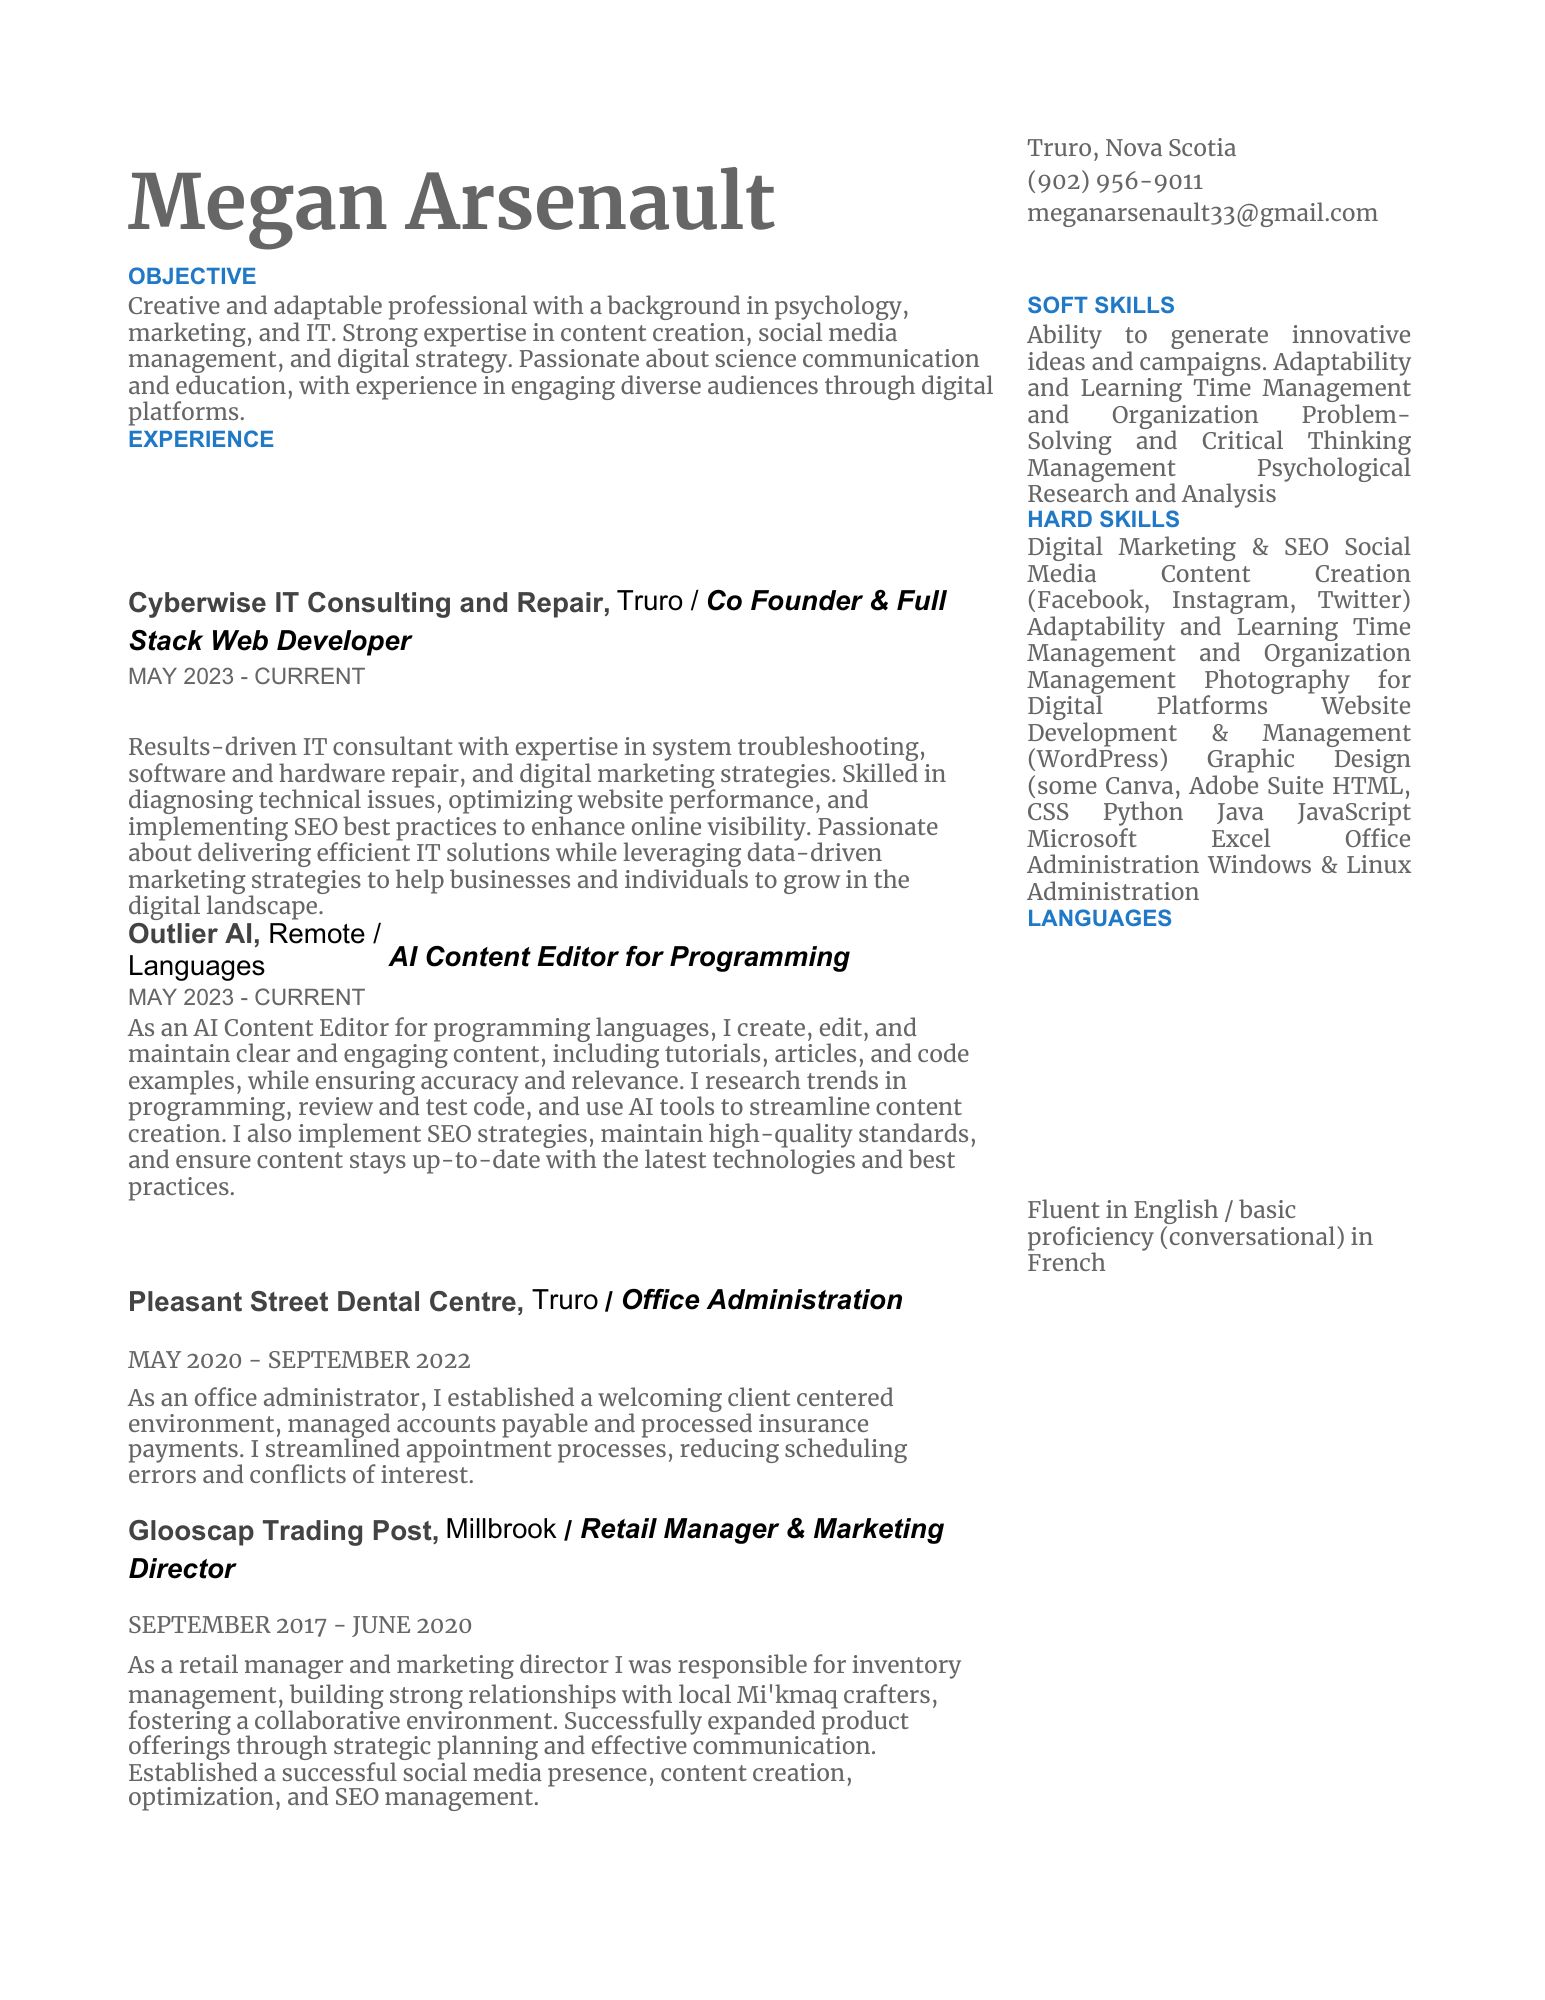 Megan Arsenault
OBJECTIVE
Creative and adaptable professional with a background in psychology,
marketing, and IT. Strong expertise in content creation, social media
management, and digital strategy. Passionate about science communication
and education, with experience in engaging diverse audiences through digital
platforms.
EXPERIENCE
Cyberwise IT Consulting and Repair, Truro / Co Founder & Full
Stack Web Developer
MAY 2023 - CURRENT
Results-driven IT consultant with expertise in system troubleshooting,
software and hardware repair, and digital marketing strategies. Skilled in
diagnosing technical issues, optimizing website performance, and
implementing SEO best practices to enhance online visibility. Passionate
about delivering efficient IT solutions while leveraging data-driven
marketing strategies to help businesses and individuals to grow in the
digital landscape.
Outlier AI, Remote /
AI Content Editor for Programming
Languages
MAY 2023 - CURRENT
As an AI Content Editor for programming languages, I create, edit, and
maintain clear and engaging content, including tutorials, articles, and code
examples, while ensuring accuracy and relevance. I research trends in
programming, review and test code, and use AI tools to streamline content
creation. I also implement SEO strategies, maintain high-quality standards,
and ensure content stays up-to-date with the latest technologies and best
practices.
Pleasant Street Dental Centre, Truro / Office Administration
MAY 2020 - SEPTEMBER 2022
As an office administrator, I established a welcoming client centered
environment, managed accounts payable and processed insurance
payments. I streamlined appointment processes, reducing scheduling
errors and conflicts of interest.
Glooscap Trading Post, Millbrook / Retail Manager & Marketing
Director
SEPTEMBER 2017 - JUNE 2020
As a retail manager and marketing director I was responsible for inventory
management, building strong relationships with local Mi'kmaq crafters,
fostering a collaborative environment. Successfully expanded product
offerings through strategic planning and effective communication.
Established a successful social media presence, content creation,
optimization, and SEO management.
Truro, Nova Scotia
(902) 956-9011
meganarsenault33@gmail.com
SOFT SKILLS
Ability to generate innovative
ideas and campaigns. Adaptability
and Learning Time Management
and Organization Problem-
Solving and Critical Thinking
Management Psychological
Research and Analysis
HARD SKILLS
Digital Marketing & SEO Social
Media Content Creation
(Facebook, Instagram, Twitter)
Adaptability and Learning Time
Management and Organization
Management Photography for
Digital Platforms Website
Development & Management
(WordPress) Graphic Design
(some Canva, Adobe Suite HTML,
CSS Python Java JavaScript
Microsoft Excel Office
Administration Windows & Linux
Administration
LANGUAGES
Fluent in English / basic
proficiency (conversational) in
French